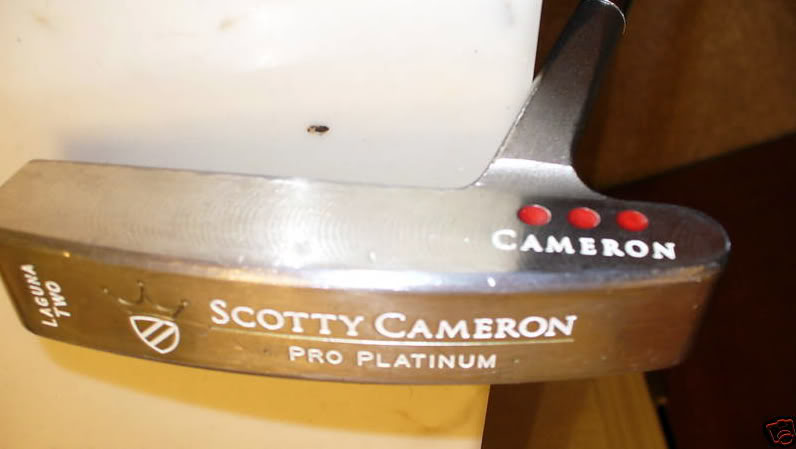 CAMERON
LAGUNA
TWO
SCOTTY CAMERON
PRO PLATINUM